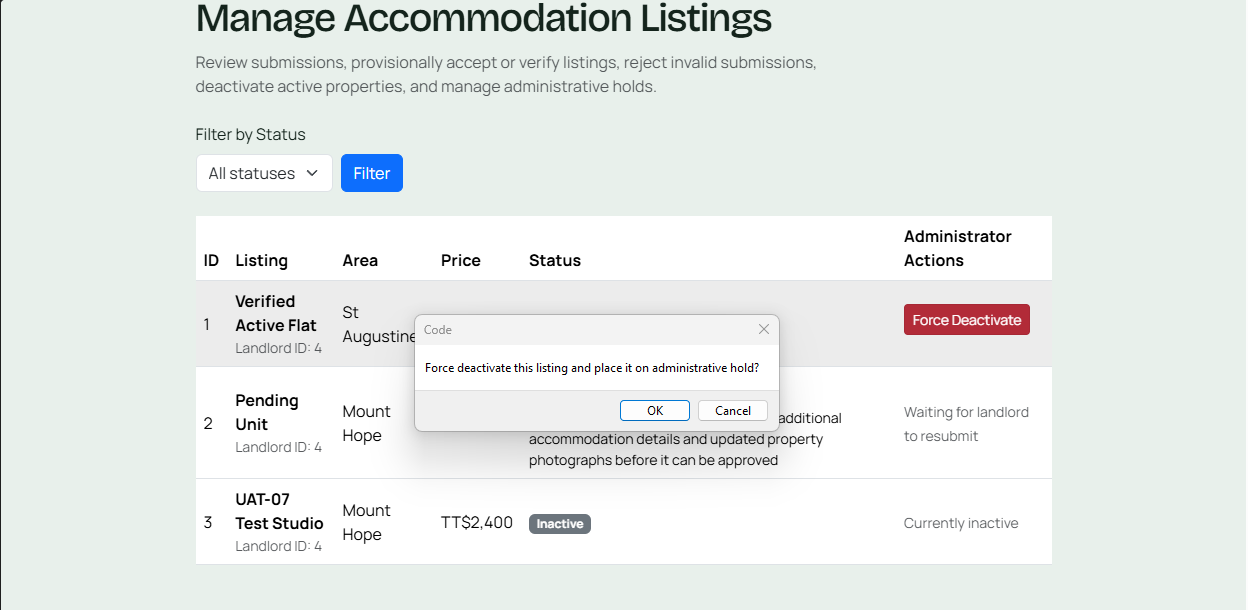 Manage Accommodation Listings
Review submissions, provisionally accept or verify listings, reject invalid submissions,
deactivate active properties, and manage administrative holds.
Filter by Status
All statuses
Filter
ID Listing Area Price Status Administrator
Actions
1
Verified
Active Flat
Landlord ID: 4
St
Augustine
Force Deactivate
Code
Force deactivate this listing and place it on administrative hold?
OK Cancel
2
Pending
Unit
Landlord ID: 4
Mount
Hope
additional
accommodation details and updated property
photographs before it can be approved
Waiting for landlord
to resubmit
3
UAT-07
Test Studio
Landlord ID: 4
Mount
Hope
TT$2,400
Inactive
Currently inactive